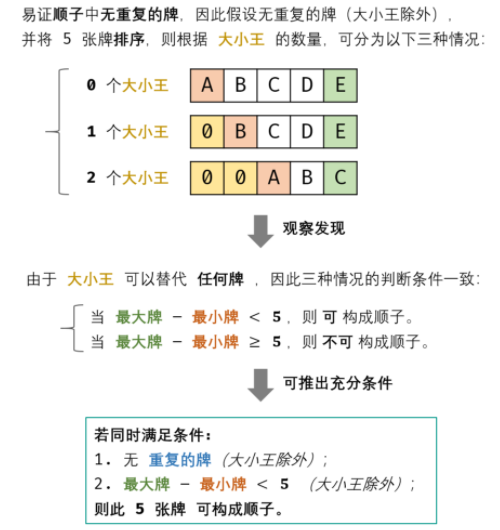 易证顺子中无重复的牌，因此假设无重复的牌（大小王除外），
并将 5 张牌排序，则根据 大小王 的数量，可分为以下三种情况：
0 个大小王 A B C D E
1 个大小王 0 B C D E
2 个大小王 0 0 A B C
观察发现
由于 大小王 可以替代 任何牌 ，因此三种情况的判断条件一致：
当 最大牌 - 最小牌 < 5，则 可 构成顺子。
当 最大牌 - 最小牌 ≥ 5，则 不可 构成顺子。
可推出充分条件
若同时满足条件：
1. 无 重复的牌（大小王除外）；
2. 最大牌 - 最小牌 < 5 （大小王除外）；
则此 5 张牌 可构成顺子。